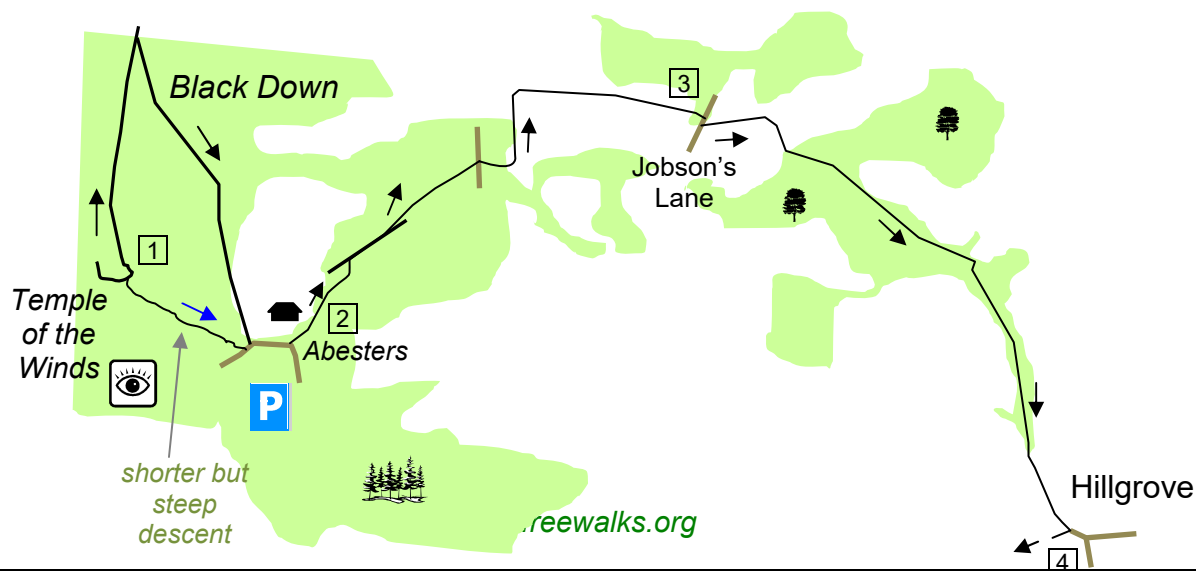 Black Down
3
Jobson's
Lane
1
Temple
of the
Winds
2
Abesters
P
shorter but
steep
descent
reewalks.org
Hillgrove
4